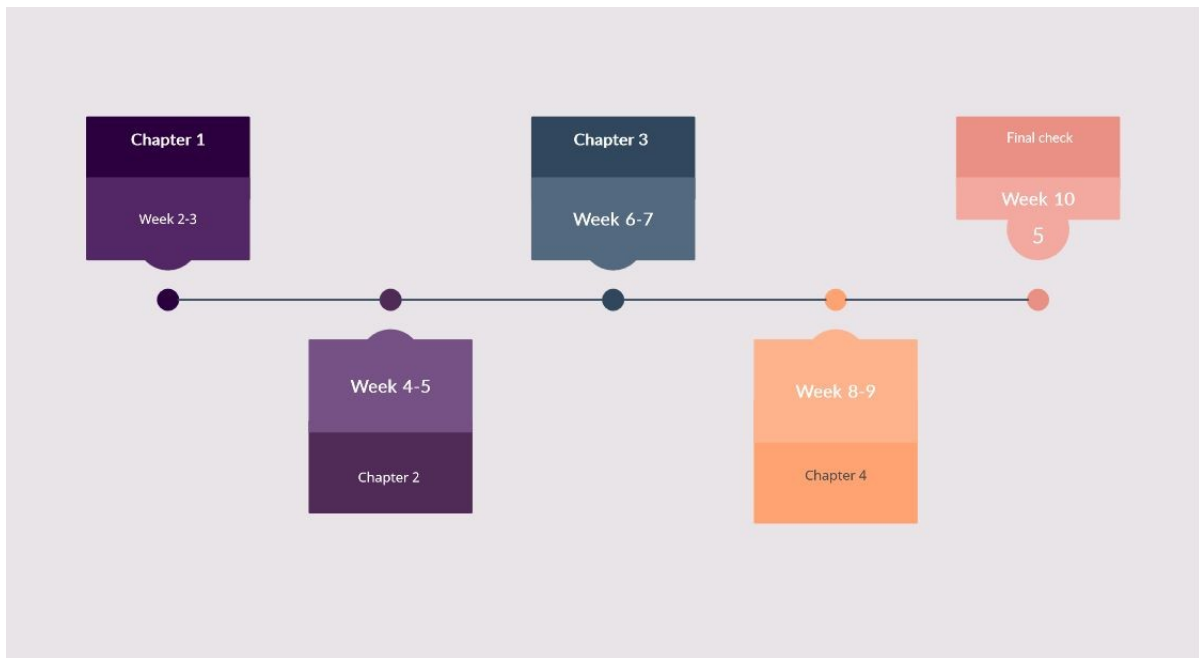 Chapter 1
Week 2-3
Week 4-5
Chapter 2
Chapter 3
Week 6-7
Week 8-9
Chapter 4
Final check
Week 10
5